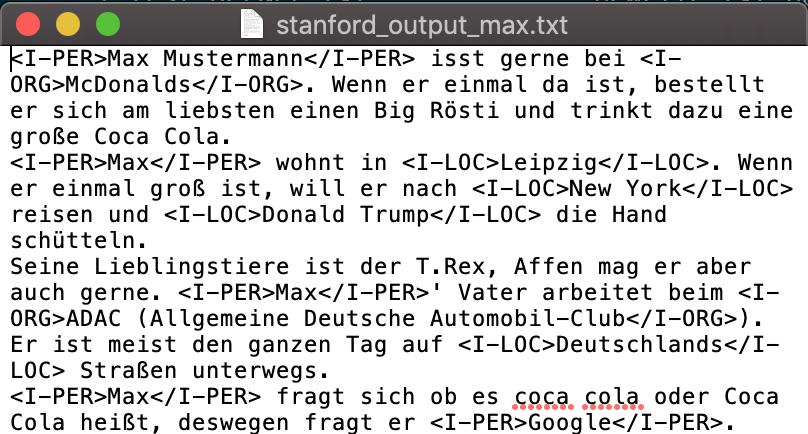 stanford_output_max.txt
<I-PER>Max Mustermann</I-PER> isst gerne bei <I-
ORG>McDonalds</I-ORG>. Wenn er einmal da ist, bestellt
er sich am liebsten einen Big Rösti und trinkt dazu eine
große Coca Cola.
<I-PER>Max</I-PER> wohnt in <I-LOC>Leipzig</I-LOC>. Wenn
er einmal groß ist, will er nach <I-LOC>New York</I-LOC>
reisen und <I-LOC>Donald Trump</I-LOC> die Hand
schütteln.
Seine Lieblingstiere ist der T.Rex, Affen mag er aber
auch gerne. <I-PER>Max</I-PER>' Vater arbeitet beim <I-
ORG>ADAC (Allgemeine Deutsche Automobil-Club</I-ORG>).
Er ist meist den ganzen Tag auf <I-LOC>Deutschlands</I-
LOC> Straßen unterwegs.
<I-PER>Max</I-PER> fragt sich ob es coca cola oder Coca
Cola heißt, deswegen fragt er <I-PER>Google</I-PER>.